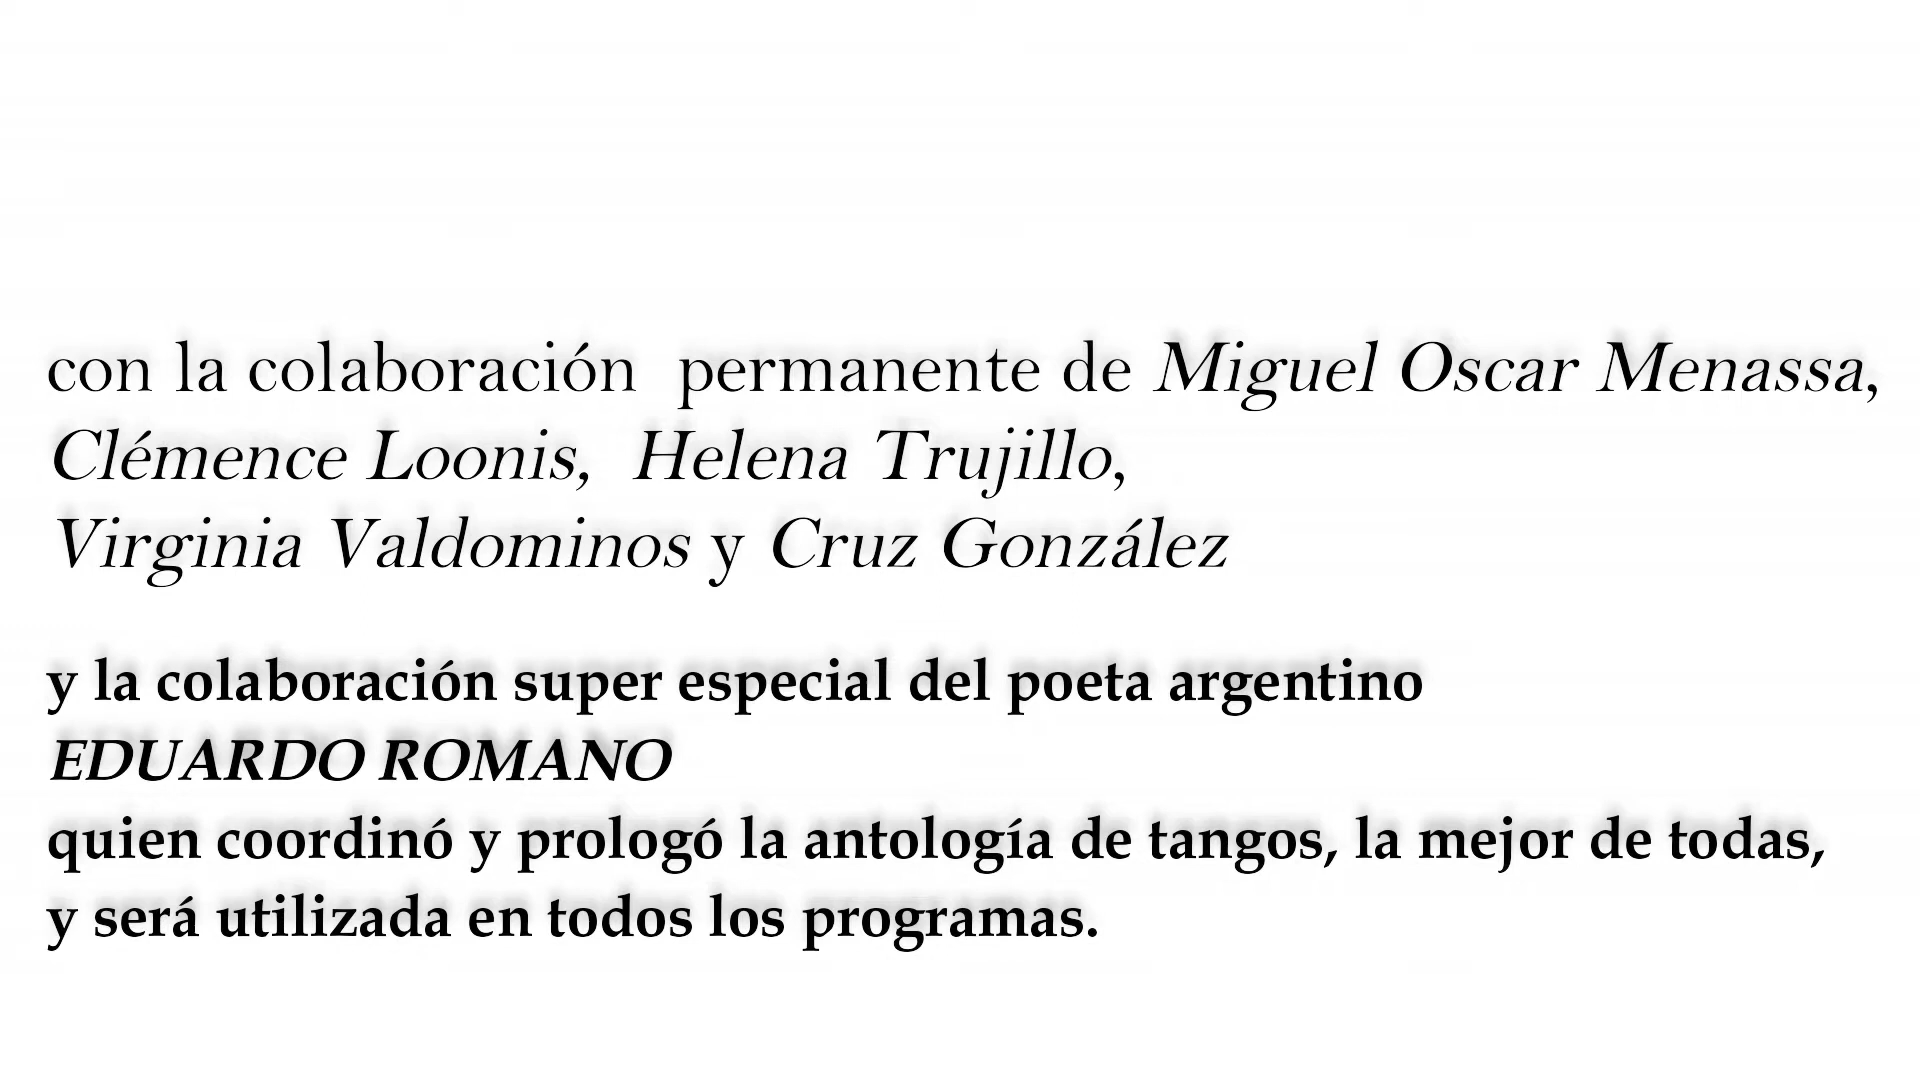 con la colaboración permanente de Miguel Oscar Menassa,
Clémence Loonis, Helena Trujillo,
Virginia Valdominos y Cruz González
y la colaboración super especial del poeta argentino
EDUARDO ROMANO
quien coordinó y prologó la antología de tangos, la mejor de todas,
y será utilizada en todos los programas.